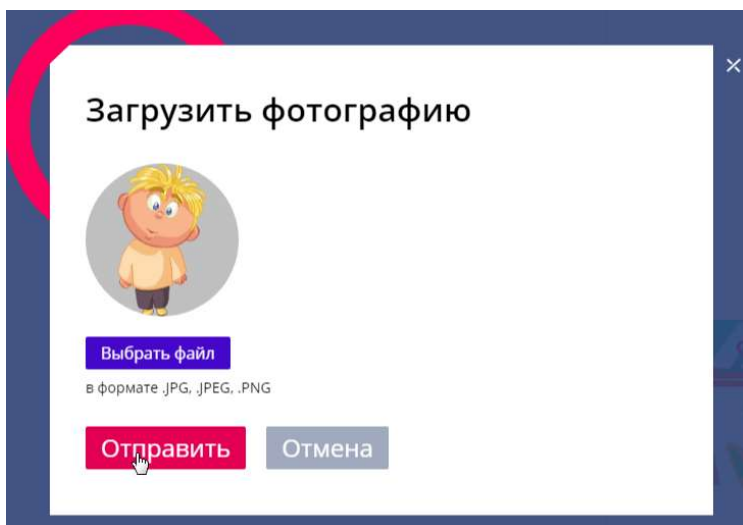 Загрузить фотографию
Выбрать файл
в формате .JPG, .JPEG, .PNG
Отправить Отмена